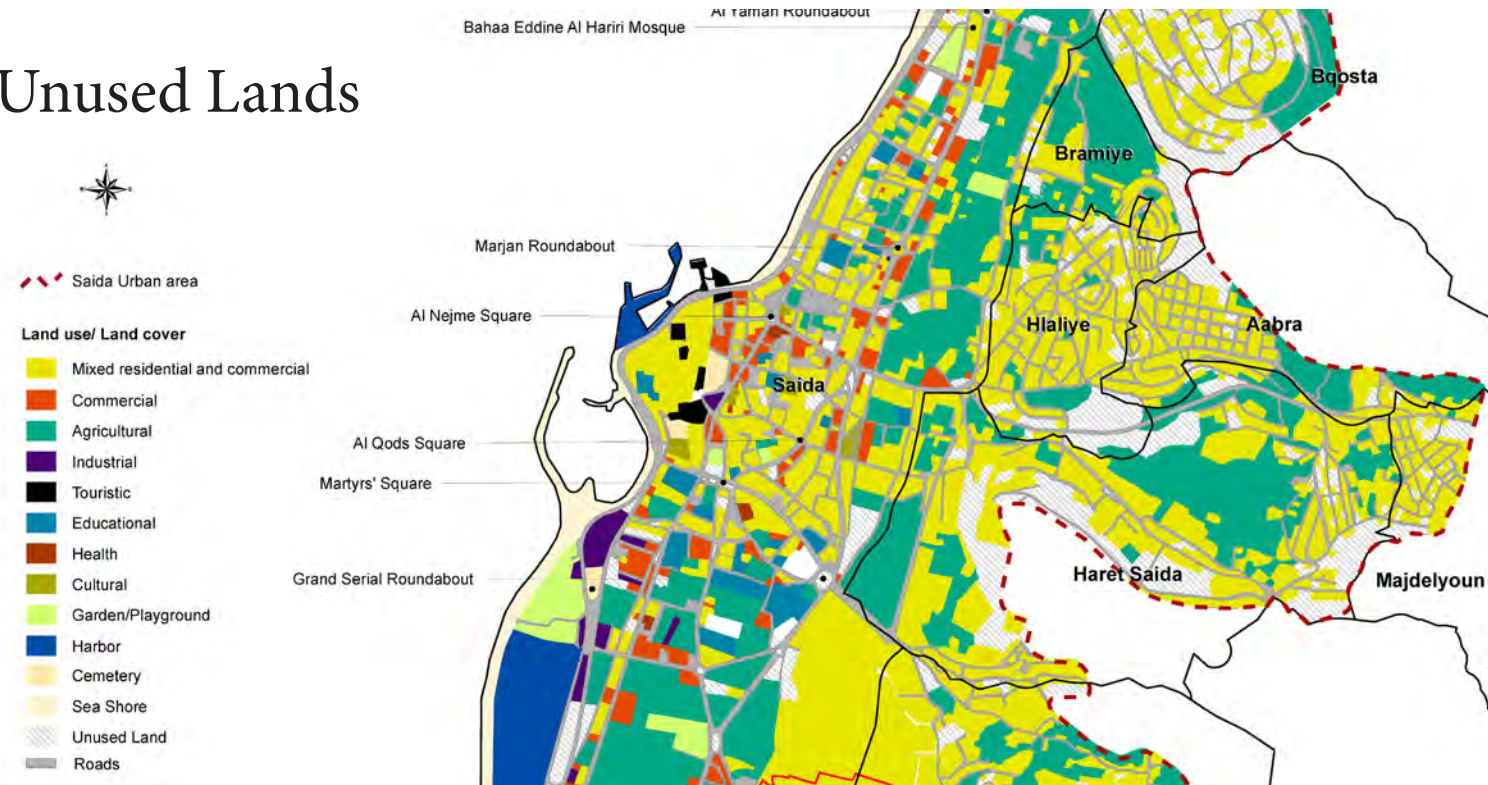 Al Yaman Roundabout
Bahaa Eddine Al Hariri Mosque
Unused Lands
Bqosta
Bramiye
Marjan Roundabout
Saida Urban area
Al Nejme Square
Hlaliye
Aabra
Land use/ Land cover
Mixed residential and commercial
Saida
Commercial
Agricultural
Al Qods Square
Industrial
Martyrs' Square
Touristic
Educational
Health
Haret Saida
Grand Serial Roundabout
Majdelyoun
Cultural
Garden/Playground
Harbor
Cemetery
Sea Shore
Unused Land
Roads